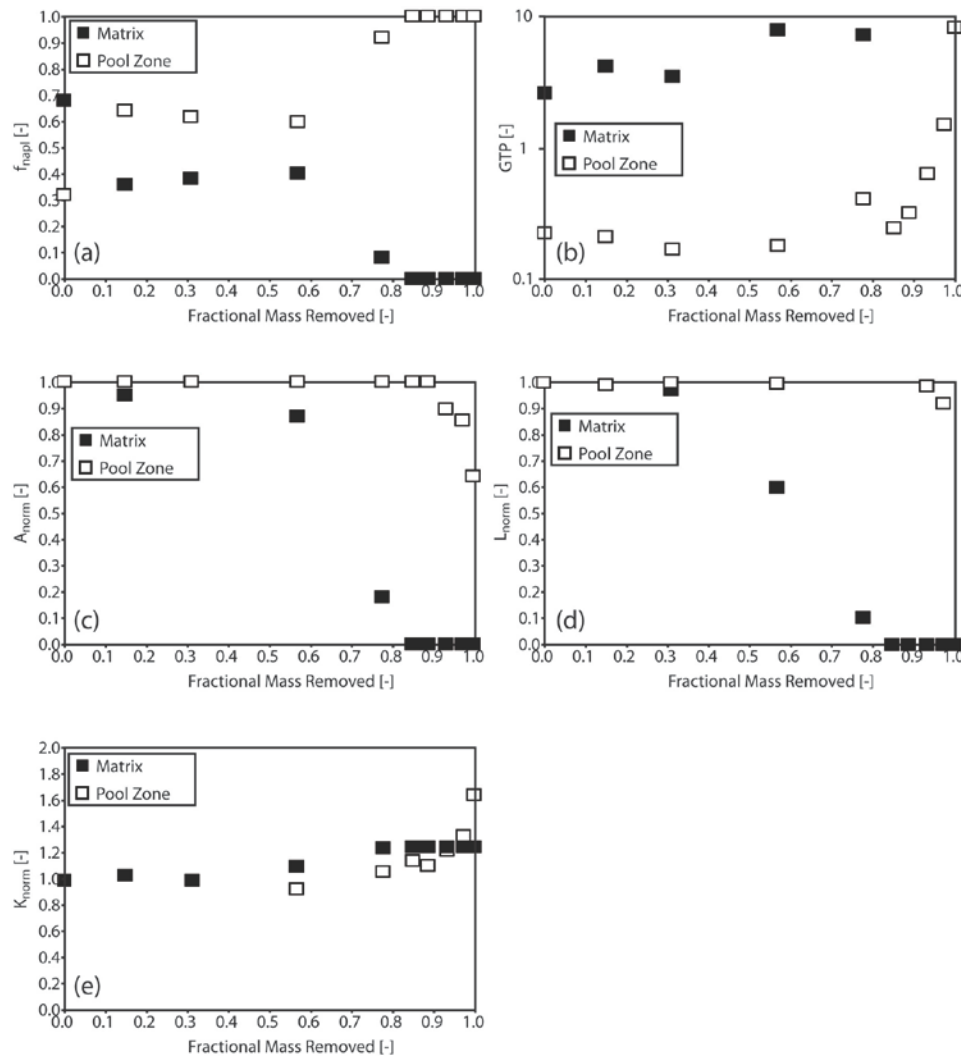 1.0
0.9
0.8
0.7
0.6
0.5
0.4
0.3
0.2
0.1
0.0
f_napl [-]
Matrix
Pool Zone
(a)
0.0 0.1 0.2 0.3 0.4 0.5 0.6 0.7 0.8 0.9 1.0
Fractional Mass Removed [-]
10
1
0.1
GTP [-]
Matrix
Pool Zone
(b)
0.0 0.1 0.2 0.3 0.4 0.5 0.6 0.7 0.8 0.9 1.0
Fractional Mass Removed [-]
1.0
0.9
0.8
0.7
0.6
0.5
0.4
0.3
0.2
0.1
0.0
A_norm [-]
Matrix
Pool Zone
(c)
0.0 0.1 0.2 0.3 0.4 0.5 0.6 0.7 0.8 0.9 1.0
Fractional Mass Removed [-]
1.0
0.9
0.8
0.7
0.6
0.5
0.4
0.3
0.2
0.1
0.0
L_norm [-]
Matrix
Pool Zone
(d)
0.0 0.1 0.2 0.3 0.4 0.5 0.6 0.7 0.8 0.9 1.0
Fractional Mass Removed [-]
2.0
1.8
1.6
1.4
1.2
1.0
0.8
0.6
0.4
0.2
0.0
K_norm [-]
Matrix
Pool Zone
(e)
0.0 0.1 0.2 0.3 0.4 0.5 0.6 0.7 0.8 0.9 1.0
Fractional Mass Removed [-]